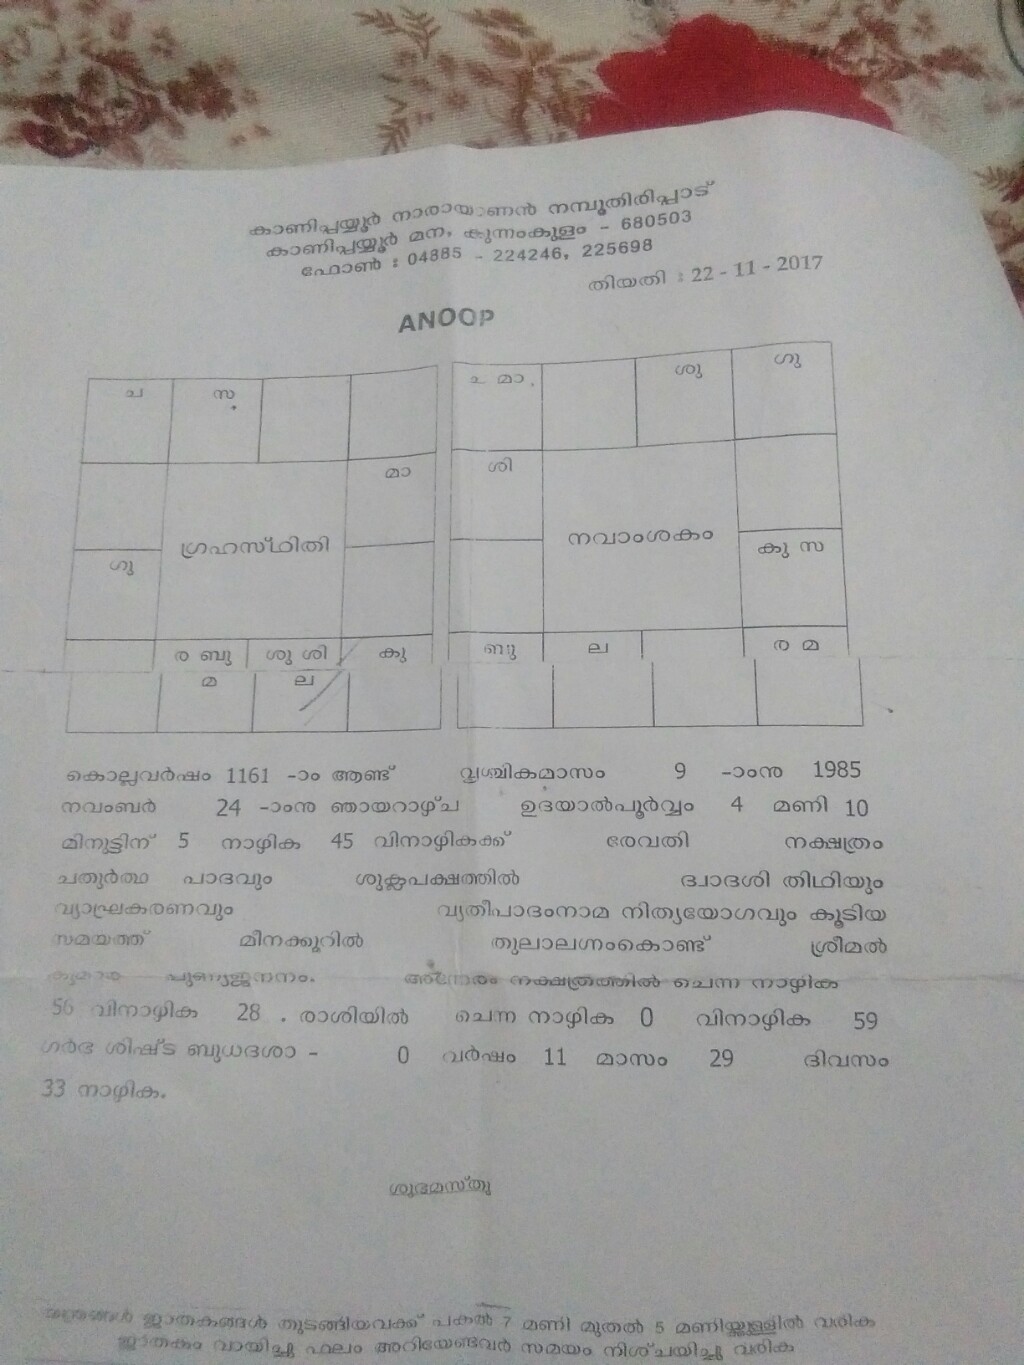 കാണിപ്പയ്യൂർ നാരായണൻ നമ്പൂതിരിപ്പാട്
കാണിപ്പയ്യൂർ മന, കുന്നംകുളം - 680503
ഫോൺ : 04885 - 224246, 225698
തിയതി : 22 - 11 - 2017
ANOOP
ച സ
മാ
ഗ്രഹസ്ഥിതി
ഗു
ര ബു ശു ശി കു
മ ല
ച മാ ശു ഗു
ശി
നവാംശകം
കു സ
ബു ല ര മ
കൊല്ലവർഷം 1161 -ാം ആണ്ട് വൃശ്ചികമാസം 9 -ാംനു 1985
നവംബർ 24 -ാംനു ഞായറാഴ്ച ഉദയാൽപൂർവ്വം 4 മണി 10
മിനുട്ടിന് 5 നാഴിക 45 വിനാഴികക്ക് രേവതി നക്ഷത്രം
ചതുർത്ഥ പാദവും ശുക്ലപക്ഷത്തിൽ ദ്വാദശി തിഥിയും
വ്യാഘ്രകരണവും വ്യതീപാദംനാമ നിത്യയോഗവും കൂടിയ
സമയത്ത് മീനക്കൂറിൽ തുലാലഗ്നംകൊണ്ട് ശ്രീമൽ
കുമാര പുണ്യജനനം. അന്നേരം നക്ഷത്രത്തിൽ ചെന്ന നാഴിക
56 വിനാഴിക 28 . രാശിയിൽ ചെന്ന നാഴിക 0 വിനാഴിക 59
ഗർഭ ശിഷ്ട ബുധദശാ - 0 വർഷം 11 മാസം 29 ദിവസം
33 നാഴിക.
ശുഭമസ്തു
ജാതകങ്ങൾ തുടങ്ങിയവക്ക് പകൽ 7 മണി മുതൽ 5 മണിയ്ക്കുള്ളിൽ വരിക
ജാതകം വായിച്ചു ഫലം അറിയേണ്ടവർ സമയം നിശ്ചയിച്ചു വരിക